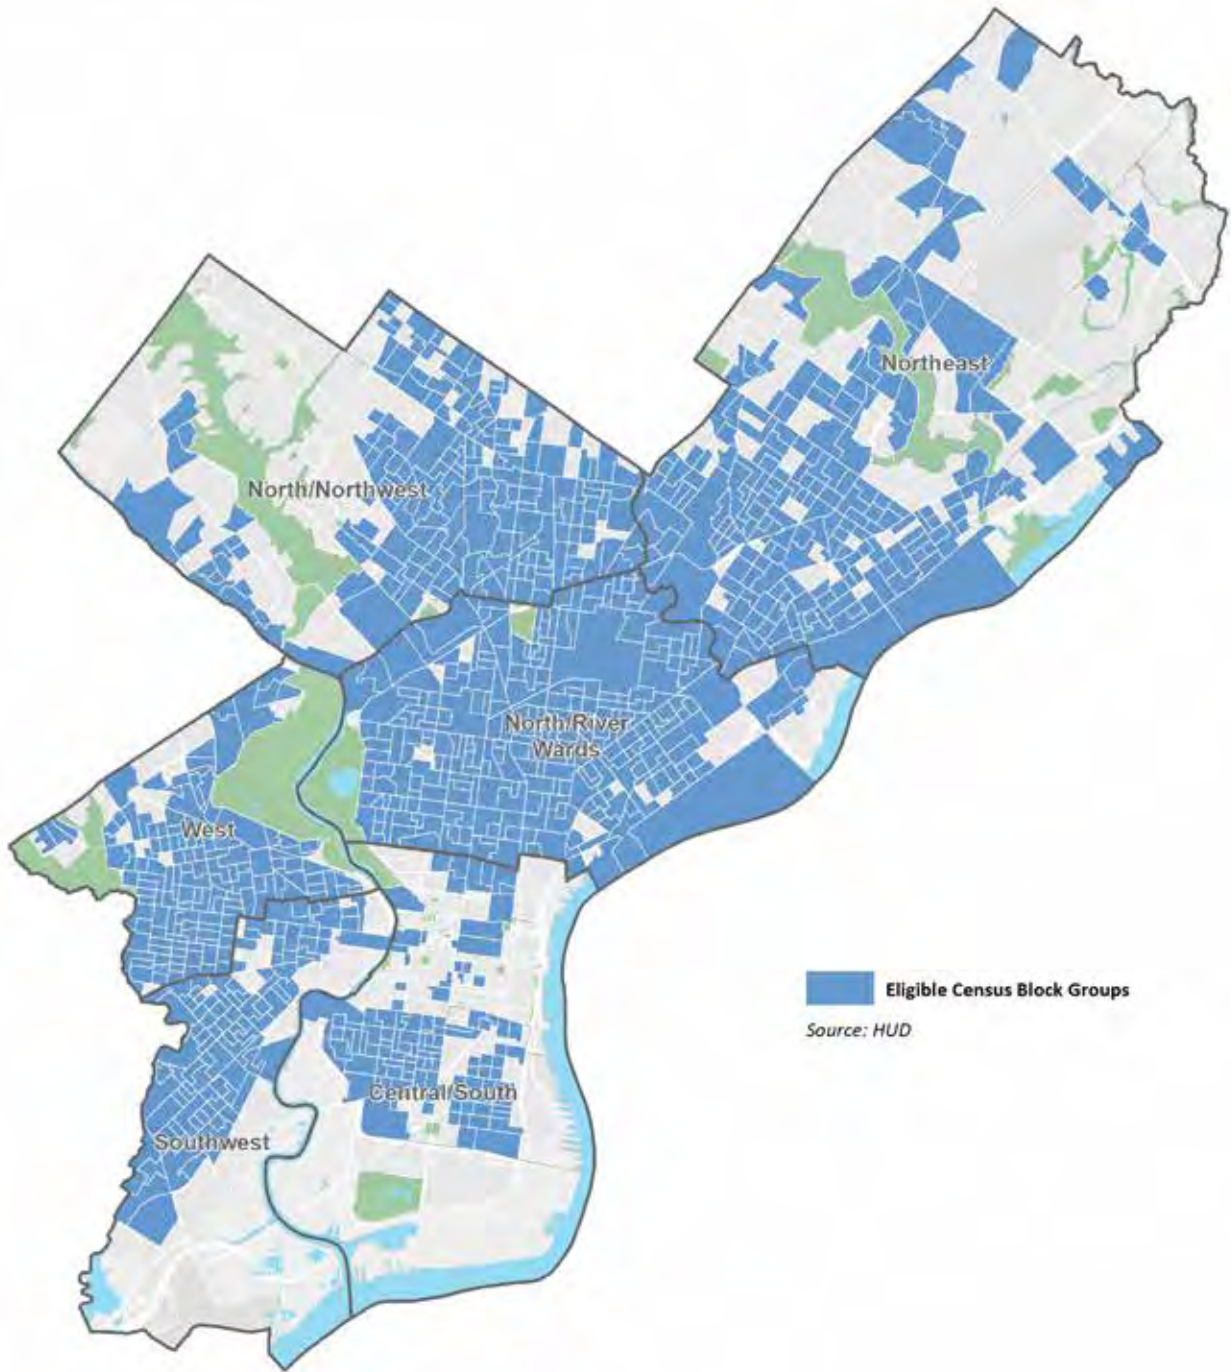 Northeast
North/Northwest
North/River
Wards
West
Eligible Census Block Groups
Source: HUD
Central/South
Southwest